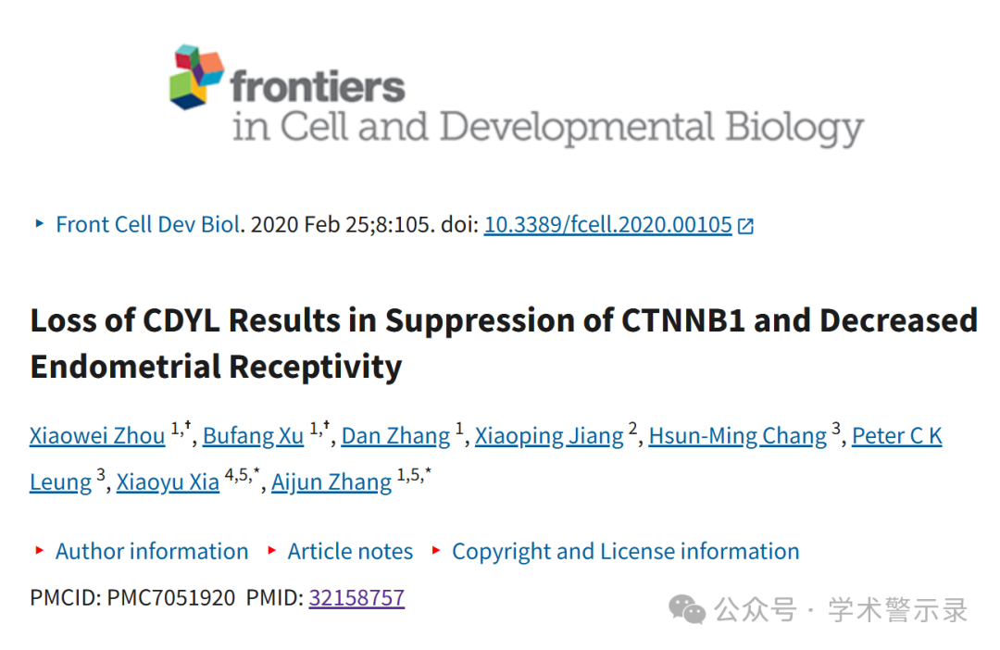 frontiers
in Cell and Developmental Biology
‣ Front Cell Dev Biol. 2020 Feb 25;8:105. doi: 10.3389/fcell.2020.00105
Loss of CDYL Results in Suppression of CTNNB1 and Decreased
Endometrial Receptivity
Xiaowei Zhou 1,†, Bufang Xu 1,†, Dan Zhang 1, Xiaoping Jiang 2, Hsun-Ming Chang 3, Peter C K
Leung 3, Xiaoyu Xia 4,5,*, Aijun Zhang 1,5,*
‣ Author information ‣ Article notes ‣ Copyright and License information
PMCID: PMC7051920 PMID: 32158757
公众号 · 学术警示录